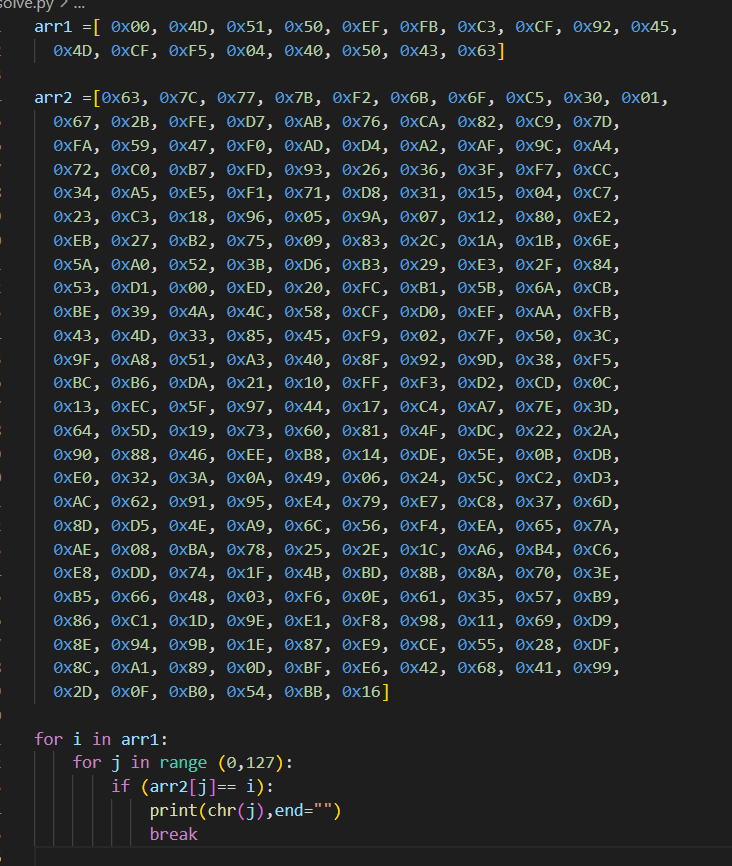 solve.py > ...
arr1 =[ 0x00, 0x4D, 0x51, 0x50, 0xEF, 0xFB, 0xC3, 0xCF, 0x92, 0x45,
0x4D, 0xCF, 0xF5, 0x04, 0x40, 0x50, 0x43, 0x63]
arr2 =[0x63, 0x7C, 0x77, 0x7B, 0xF2, 0x6B, 0x6F, 0xC5, 0x30, 0x01,
0x67, 0x2B, 0xFE, 0xD7, 0xAB, 0x76, 0xCA, 0x82, 0xC9, 0x7D,
0xFA, 0x59, 0x47, 0xF0, 0xAD, 0xD4, 0xA2, 0xAF, 0x9C, 0xA4,
0x72, 0xC0, 0xB7, 0xFD, 0x93, 0x26, 0x36, 0x3F, 0xF7, 0xCC,
0x34, 0xA5, 0xE5, 0xF1, 0x71, 0xD8, 0x31, 0x15, 0x04, 0xC7,
0x23, 0xC3, 0x18, 0x96, 0x05, 0x9A, 0x07, 0x12, 0x80, 0xE2,
0xEB, 0x27, 0xB2, 0x75, 0x09, 0x83, 0x2C, 0x1A, 0x1B, 0x6E,
0x5A, 0xA0, 0x52, 0x3B, 0xD6, 0xB3, 0x29, 0xE3, 0x2F, 0x84,
0x53, 0xD1, 0x00, 0xED, 0x20, 0xFC, 0xB1, 0x5B, 0x6A, 0xCB,
0xBE, 0x39, 0x4A, 0x4C, 0x58, 0xCF, 0xD0, 0xEF, 0xAA, 0xFB,
0x43, 0x4D, 0x33, 0x85, 0x45, 0xF9, 0x02, 0x7F, 0x50, 0x3C,
0x9F, 0xA8, 0x51, 0xA3, 0x40, 0x8F, 0x92, 0x9D, 0x38, 0xF5,
0xBC, 0xB6, 0xDA, 0x21, 0x10, 0xFF, 0xF3, 0xD2, 0xCD, 0x0C,
0x13, 0xEC, 0x5F, 0x97, 0x44, 0x17, 0xC4, 0xA7, 0x7E, 0x3D,
0x64, 0x5D, 0x19, 0x73, 0x60, 0x81, 0x4F, 0xDC, 0x22, 0x2A,
0x90, 0x88, 0x46, 0xEE, 0xB8, 0x14, 0xDE, 0x5E, 0x0B, 0xDB,
0xE0, 0x32, 0x3A, 0x0A, 0x49, 0x06, 0x24, 0x5C, 0xC2, 0xD3,
0xAC, 0x62, 0x91, 0x95, 0xE4, 0x79, 0xE7, 0xC8, 0x37, 0x6D,
0x8D, 0xD5, 0x4E, 0xA9, 0x6C, 0x56, 0xF4, 0xEA, 0x65, 0x7A,
0xAE, 0x08, 0xBA, 0x78, 0x25, 0x2E, 0x1C, 0xA6, 0xB4, 0xC6,
0xE8, 0xDD, 0x74, 0x1F, 0x4B, 0xBD, 0x8B, 0x8A, 0x70, 0x3E,
0xB5, 0x66, 0x48, 0x03, 0xF6, 0x0E, 0x61, 0x35, 0x57, 0xB9,
0x86, 0xC1, 0x1D, 0x9E, 0xE1, 0xF8, 0x98, 0x11, 0x69, 0xD9,
0x8E, 0x94, 0x9B, 0x1E, 0x87, 0xE9, 0xCE, 0x55, 0x28, 0xDF,
0x8C, 0xA1, 0x89, 0x0D, 0xBF, 0xE6, 0x42, 0x68, 0x41, 0x99,
0x2D, 0x0F, 0xB0, 0x54, 0xBB, 0x16]
for i in arr1:
for j in range (0,127):
if (arr2[j]== i):
print(chr(j),end="")
break